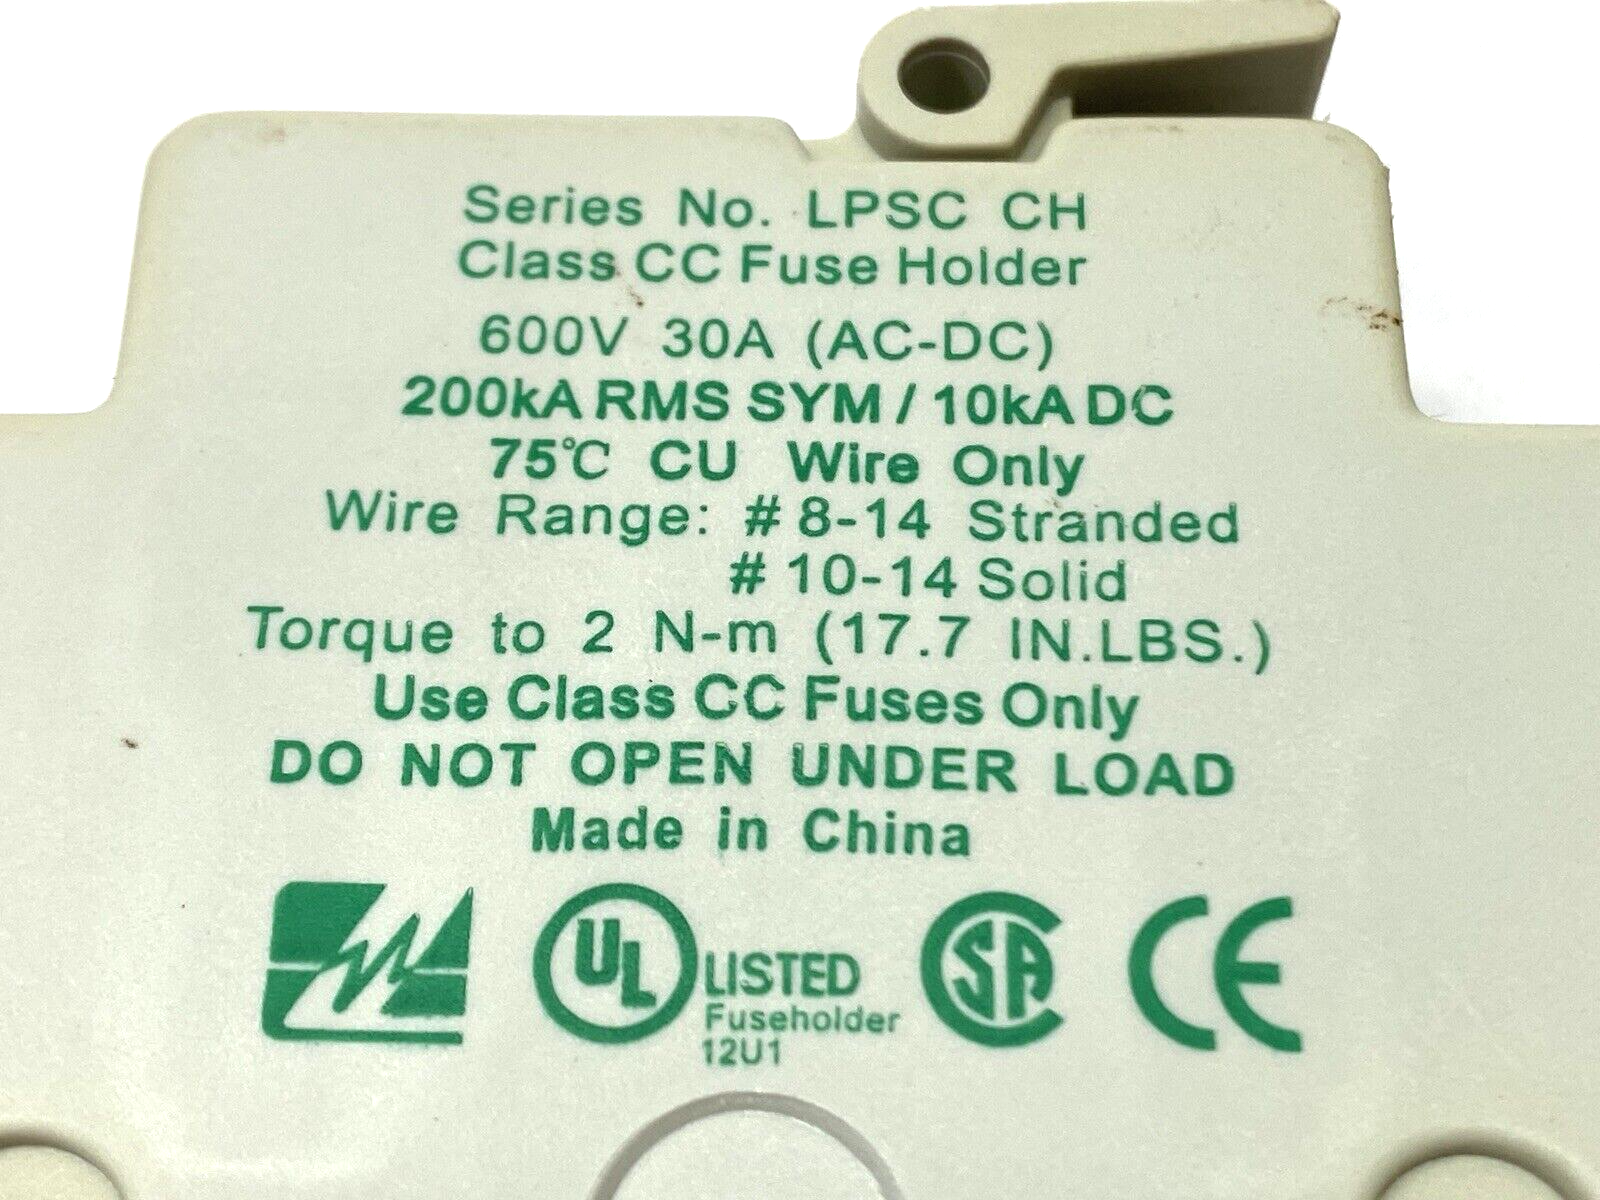 Series No. LPSC CH
Class CC Fuse Holder
600V 30A (AC-DC)
200kA RMS SYM / 10kA DC
75℃ CU Wire Only
Wire Range: #8-14 Stranded
#10-14 Solid
Torque to 2 N-m (17.7 IN.LBS.)
Use Class CC Fuses Only
DO NOT OPEN UNDER LOAD
Made in China
UL LISTED SA CE
Fuseholder
12U1